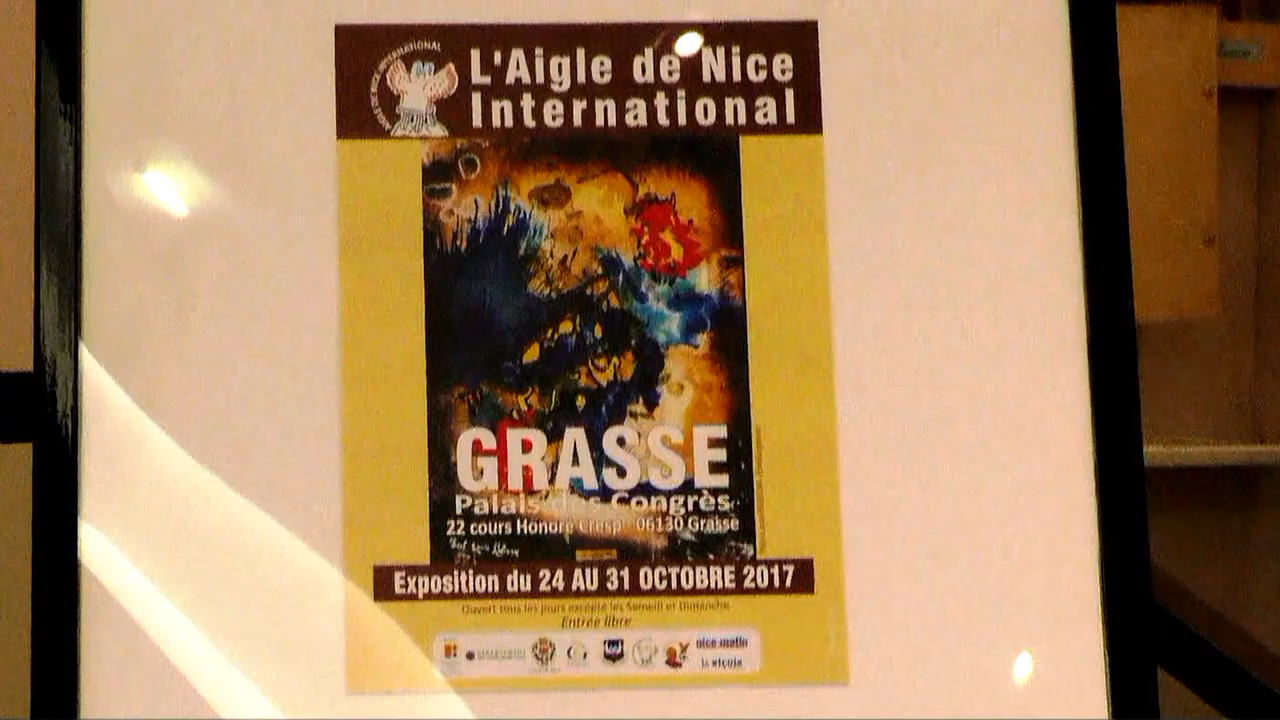 L'Aigle de Nice
International
GRASSE
Palais des Congrès
22 cours Honoré Cresp - 06130 Grasse
Exposition du 24 AU 31 OCTOBRE 2017
Ouvert tous les jours excepté les Samedi et Dimanche
Entrée libre
nice-matin